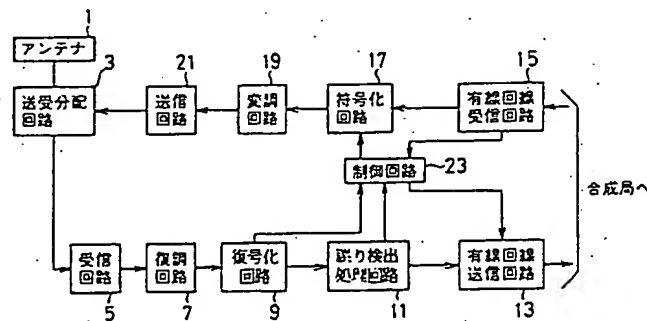 1
アンテナ
3
21
19
17
15
送受分配
回路
送信
回路
変調
回路
符号化
回路
有線回線
受信回路
制御回路
23
合成局へ
受信
回路
復調
回路
復号化
回路
誤り検出
処理回路
有線回線
送信回路
5
7
9
11
13